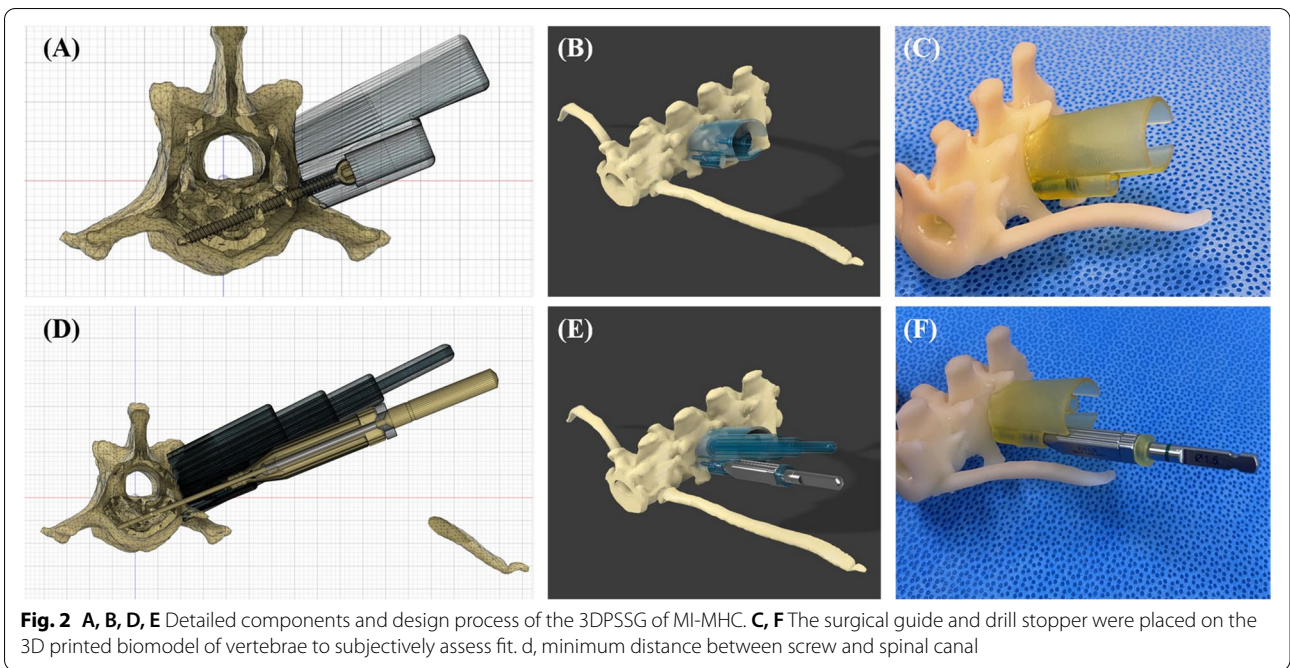 (A)
(B)
(C)
(D)
(E)
(F)
Ø1.6
Fig. 2 A, B, D, E Detailed components and design process of the 3DPSSG of MI-MHC. C, F The surgical guide and drill stopper were placed on the
3D printed biomodel of vertebrae to subjectively assess fit. d, minimum distance between screw and spinal canal